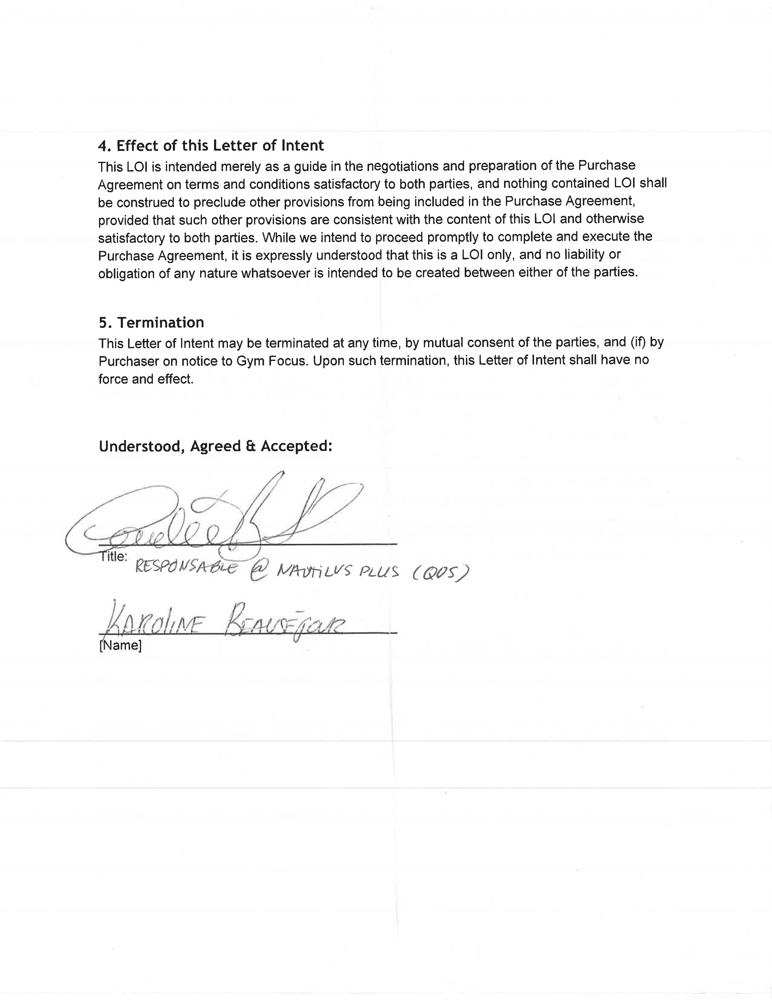 4. Effect of this Letter of Intent
This LOI is intended merely as a guide in the negotiations and preparation of the Purchase
Agreement on terms and conditions satisfactory to both parties, and nothing contained LOI shall
be construed to preclude other provisions from being included in the Purchase Agreement,
provided that such other provisions are consistent with the content of this LOI and otherwise
satisfactory to both parties. While we intend to proceed promptly to complete and execute the
Purchase Agreement, it is expressly understood that this is a LOI only, and no liability or
obligation of any nature whatsoever is intended to be created between either of the parties.
5. Termination
This Letter of Intent may be terminated at any time, by mutual consent of the parties, and (if) by
Purchaser on notice to Gym Focus. Upon such termination, this Letter of Intent shall have no
force and effect.
Understood, Agreed & Accepted:
Title: RESPONSABLE @ NAUTILUS PLUS (QDS)
KAROLINE BEAUSÉJOUR
[Name]